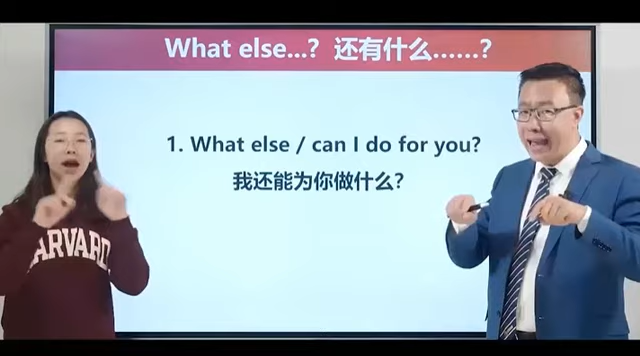 What else...? 还有什么......?
1. What else / can I do for you?
我还能为你做什么?
HARVARD